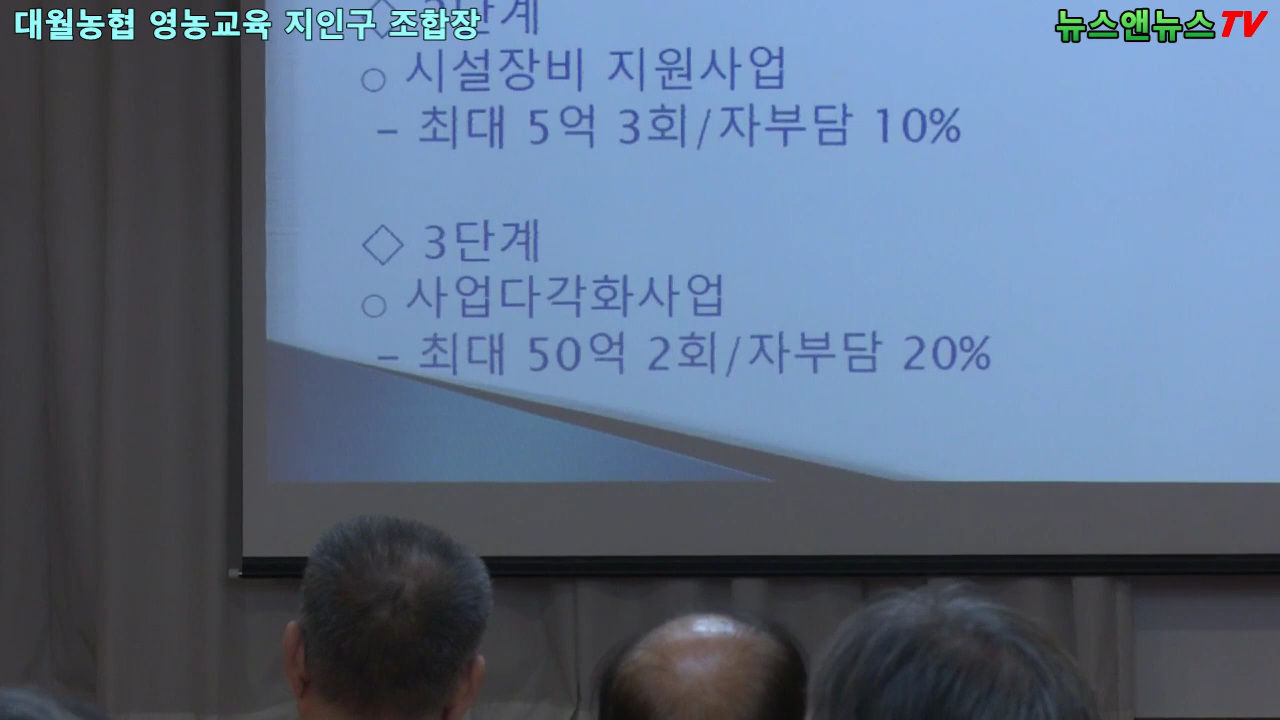 대월농협 영농교육 지인구 조합장
뉴스앤뉴스TV
◇ 2단계
○ 시설장비 지원사업
– 최대 5억 3회/자부담 10%
◇ 3단계
○ 사업다각화사업
– 최대 50억 2회/자부담 20%